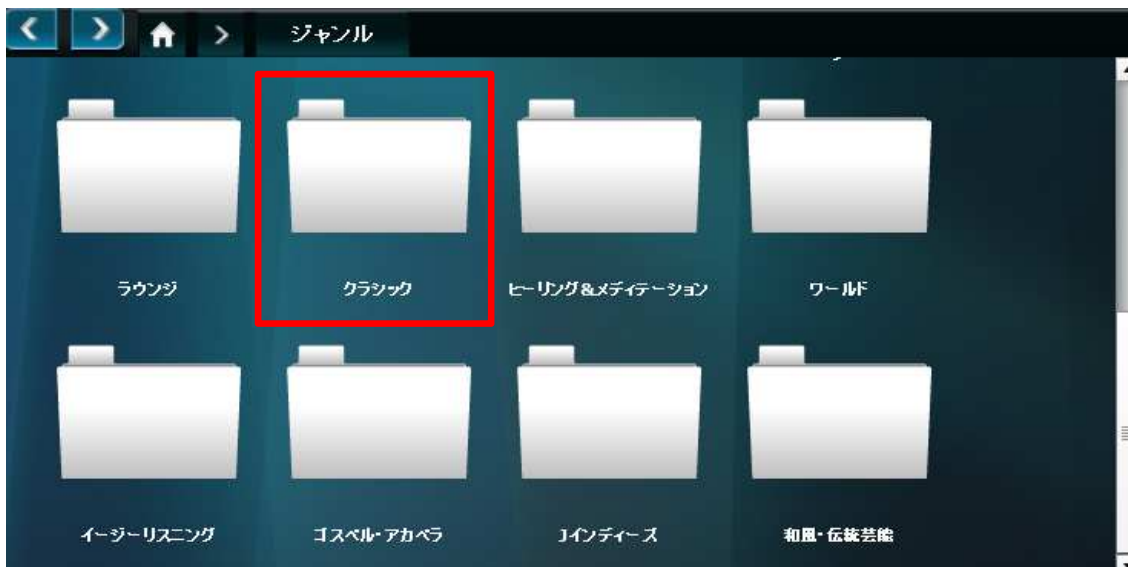 ジャンル
ラウンジ
クラシック
ヒーリング&メディテーション
ワールド
イージーリスニング
ゴスペル・アカペラ
Jインディーズ
和風・伝統芸能